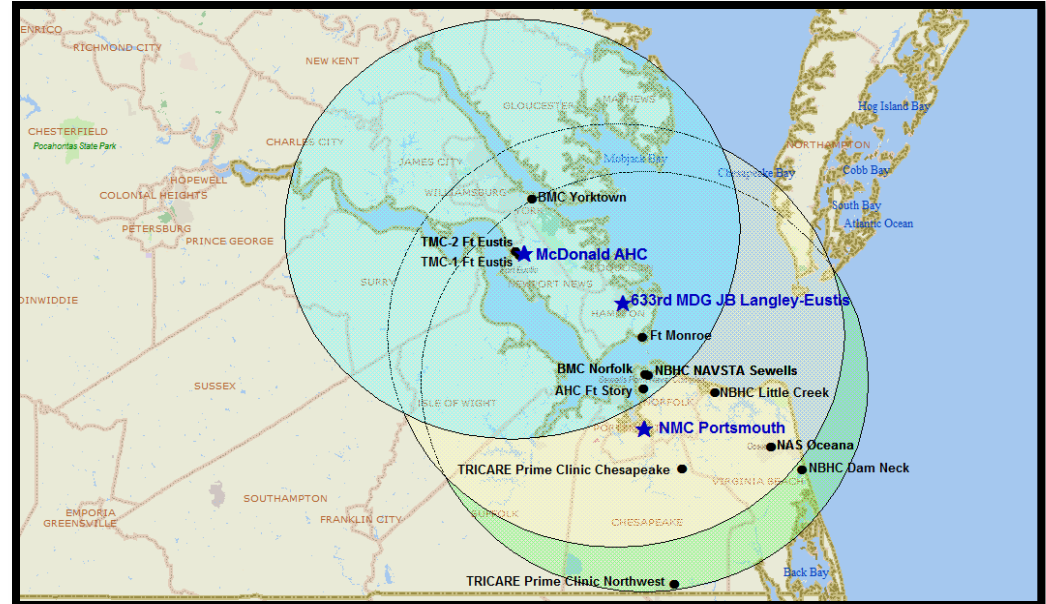 ENRICO
RICHMOND CITY
NEW KENT
GLOUCESTER
MATHEWS
Hog Island Bay
CHESTERFIELD
Pocahontas State Park
CHARLES CITY
JAMES CITY
Mobjack Bay
NORTHAMPTON
Chesapeake Bay
Cobb Bay
HOPEWELL
COLONIAL HEIGHTS
WILLIAMSBURG
BMC Yorktown
YORK
South Bay
Atlantic Ocean
PETERSBURG
PRINCE GEORGE
TMC-2 Ft Eustis
McDonald AHC
TMC-1 Ft Eustis
SURRY
NEWPORT NEWS
DINWIDDIE
633rd MDG JB Langley-Eustis
HAMPTON
Ft Monroe
BMC Norfolk
NBHC NAVSTA Sewells
SUSSEX
AHC Ft Story
NBHC Little Creek
ISLE OF WIGHT
NORFOLK
NMC Portsmouth
NAS Oceana
TRICARE Prime Clinic Chesapeake
NBHC Dam Neck
VIRGINIA BEACH
SOUTHAMPTON
EMPORIA
GREENSVILLE
FRANKLIN CITY
SUFFOLK
CHESAPEAKE
Back Bay
TRICARE Prime Clinic Northwest